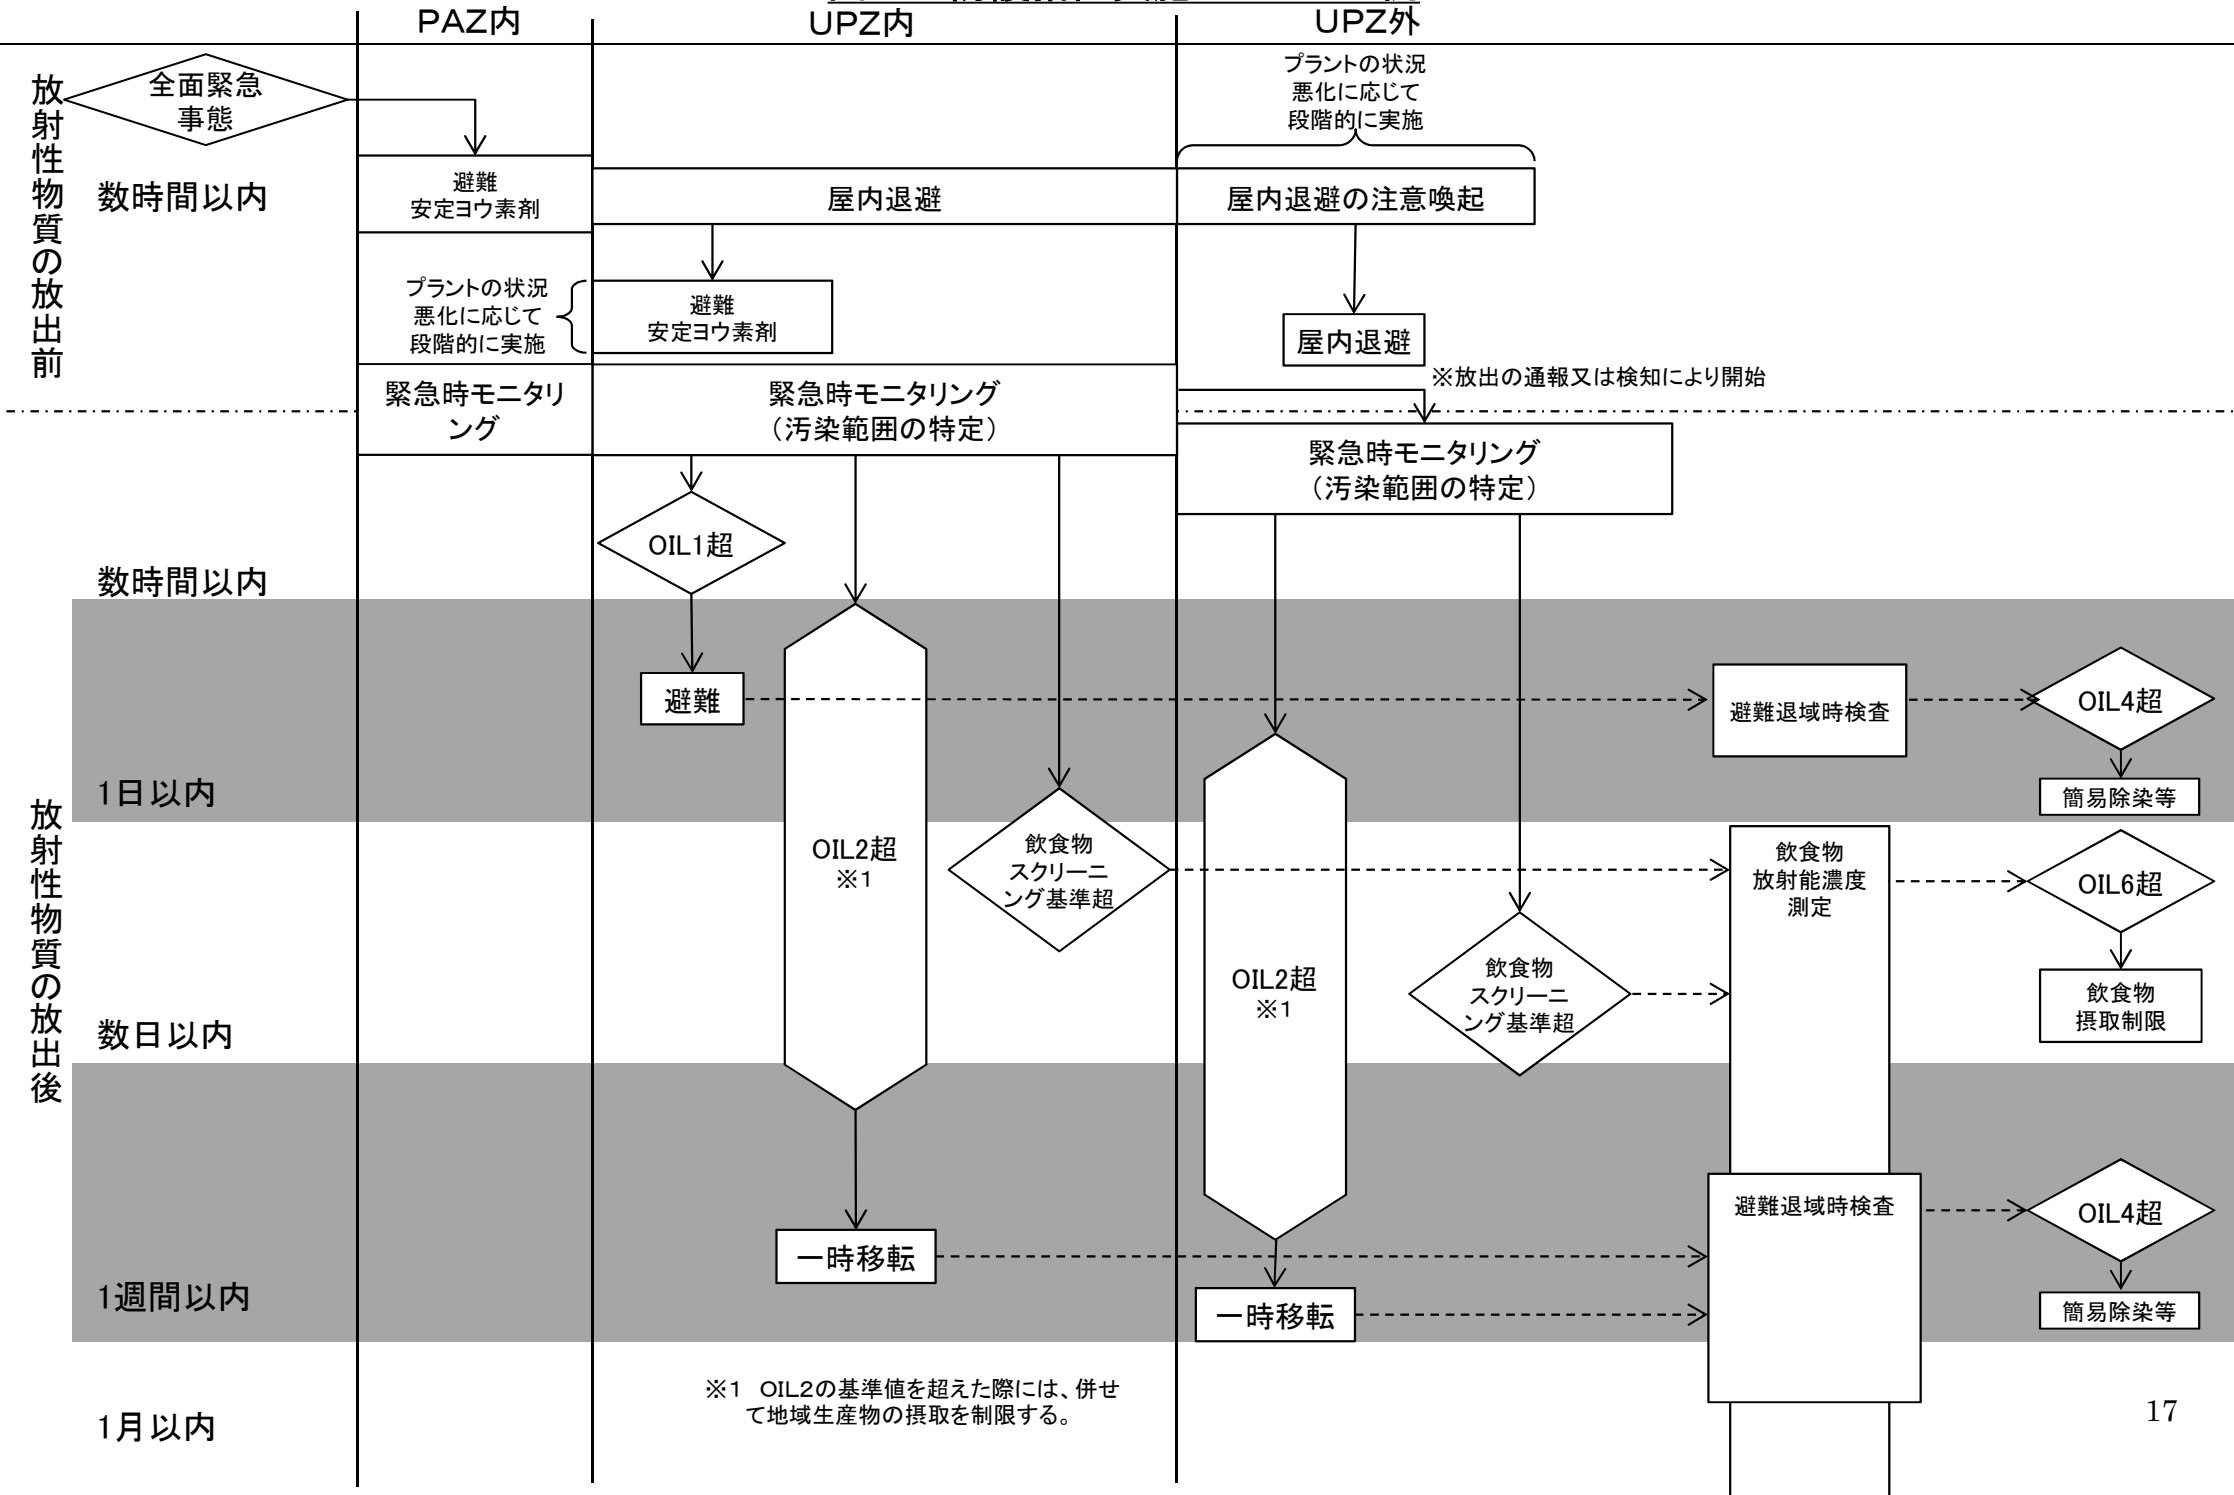 PAZ内
UPZ内
UPZ外
放射性物質の放出前
全面緊急
事態
プラントの状況
悪化に応じて
段階的に実施
数時間以内
避難
安定ヨウ素剤
屋内退避
屋内退避の注意喚起
プラントの状況
悪化に応じて
段階的に実施
避難
安定ヨウ素剤
屋内退避
※放出の通報又は検知により開始
緊急時モニタリ
ング
緊急時モニタリング
（汚染範囲の特定）
緊急時モニタリング
（汚染範囲の特定）
OIL1超
数時間以内
避難
避難退域時検査
OIL4超
簡易除染等
1日以内
放射性物質の放出後
OIL2超
※1
飲食物
スクリーニ
ング基準超
飲食物
放射能濃度
測定
OIL6超
OIL2超
※1
飲食物
スクリーニ
ング基準超
飲食物
摂取制限
数日以内
避難退域時検査
OIL4超
一時移転
簡易除染等
1週間以内
一時移転
※1 OIL2の基準値を超えた際には、併せ
て地域生産物の摂取を制限する。
1月以内
17